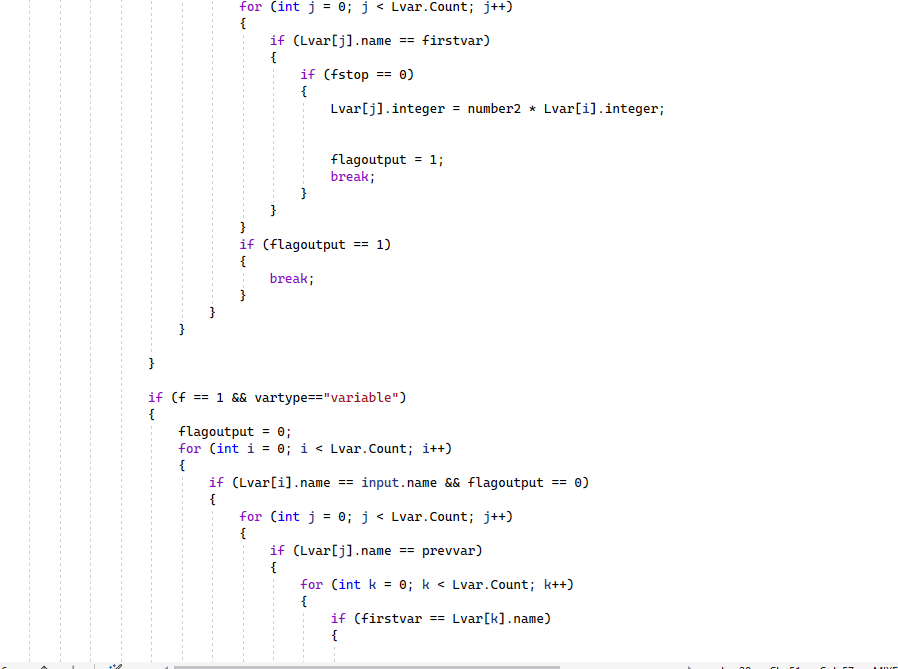 for (int j = 0; j < Lvar.Count; j++)
{
if (Lvar[j].name == firstvar)
{
if (fstop == 0)
{
Lvar[j].integer = number2 * Lvar[i].integer;
flagoutput = 1;
break;
}
}
}
if (flagoutput == 1)
{
break;
}
}
}
}
if (f == 1 && vartype=="variable")
{
flagoutput = 0;
for (int i = 0; i < Lvar.Count; i++)
{
if (Lvar[i].name == input.name && flagoutput == 0)
{
for (int j = 0; j < Lvar.Count; j++)
{
if (Lvar[j].name == prevvar)
{
for (int k = 0; k < Lvar.Count; k++)
{
if (firstvar == Lvar[k].name)
{